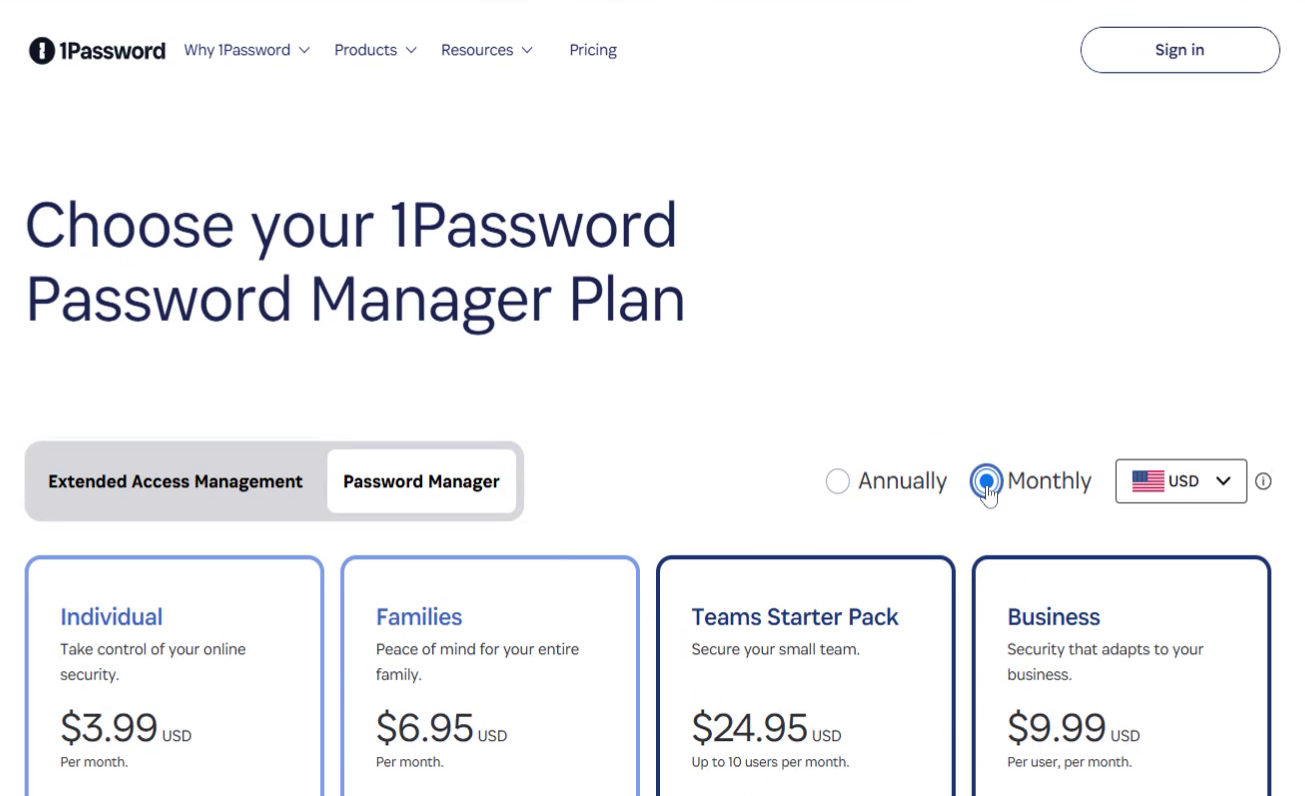 1Password Why 1Password Products Resources Pricing Sign in
Choose your 1Password
Password Manager Plan
Extended Access Management Password Manager Annually Monthly USD
Individual
Take control of your online
security.
$3.99 USD
Per month.
Families
Peace of mind for your entire
family.
$6.95 USD
Per month.
Teams Starter Pack
Secure your small team.
$24.95 USD
Up to 10 users per month.
Business
Security that adapts to your
business.
$9.99 USD
Per user, per month.